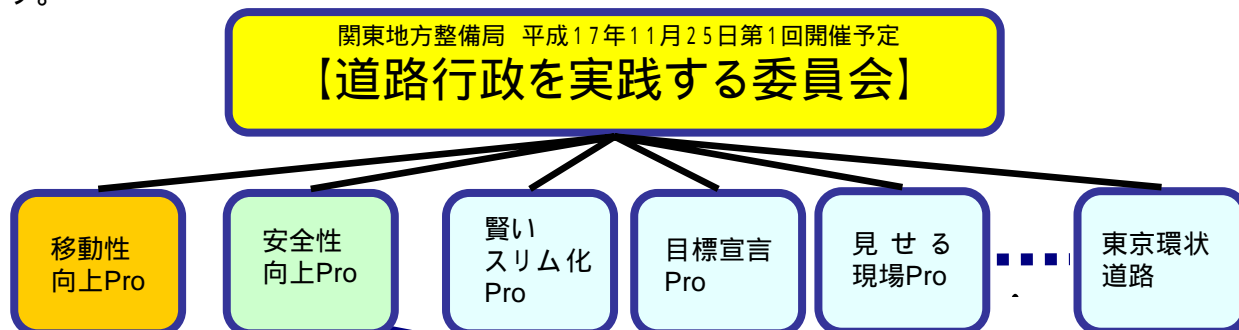 す。
関東地方整備局 平成17年11月25日第1回開催予定
【道路行政を実践する委員会】
移動性
向上Pro
安全性
向上Pro
賢い
スリム化
Pro
目標宣言
Pro
見せる
現場Pro
東京環状
道路